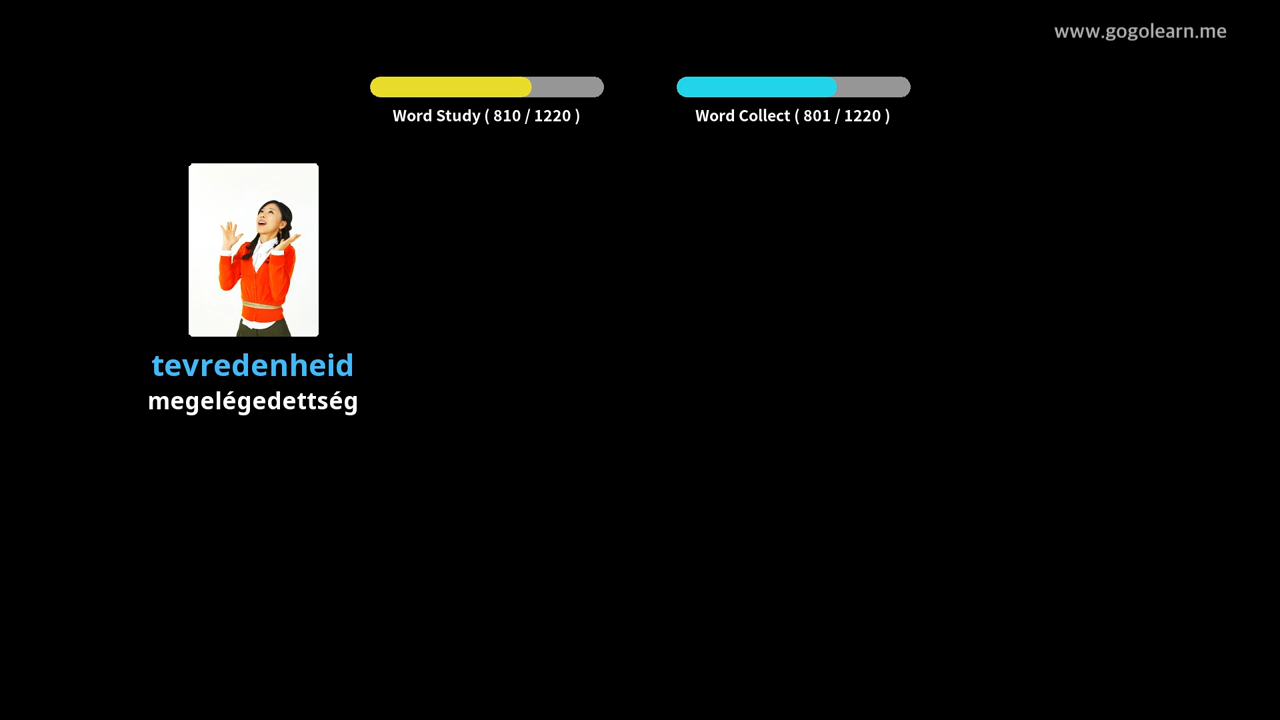 www.gogolearn.me
Word Study ( 810 / 1220 )
Word Collect ( 801 / 1220 )
tevredenheid
megelégedettség